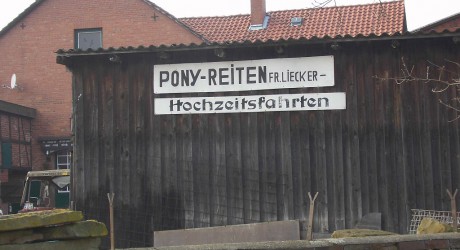 PONY-REITEN FR. LIECKER-
Hochzeitsfahrten